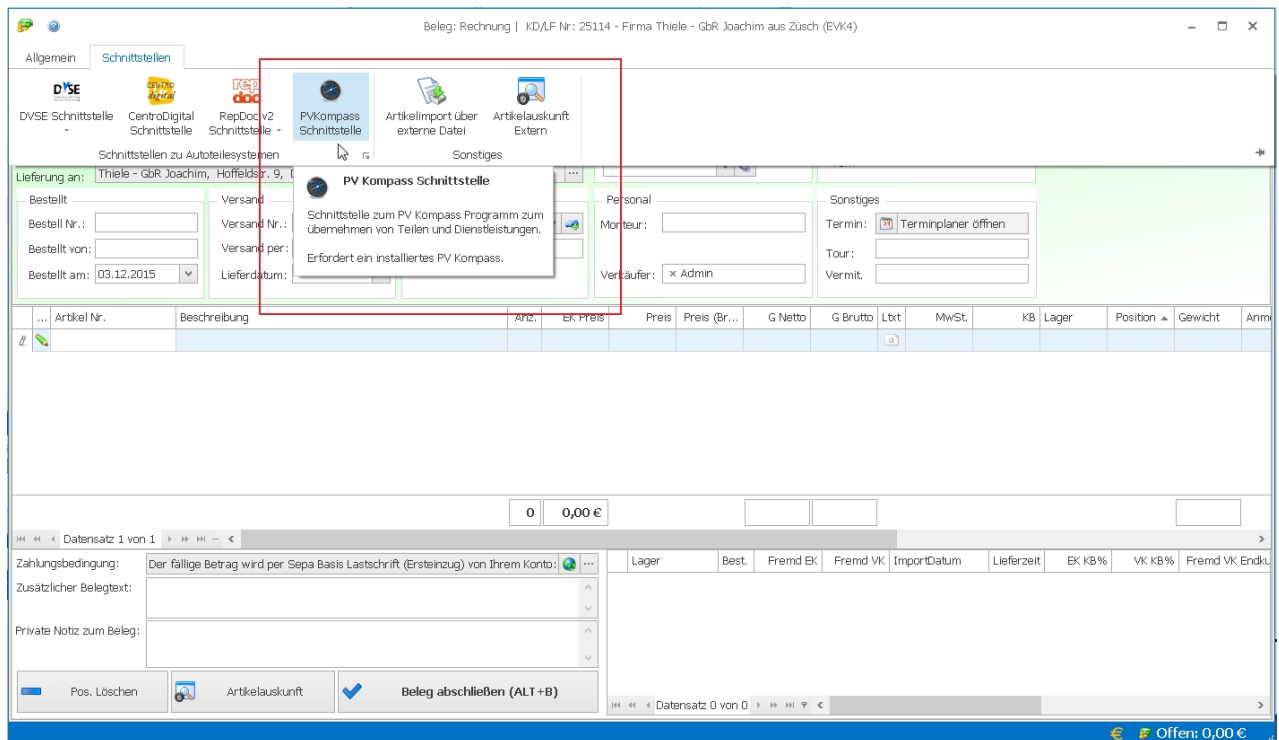 Beleg: Rechnung | KD/LF Nr: 25114 - Firma Thiele - GbR Joachim aus Züsch (EVK4)
Allgemein Schnittstellen
DVSE Schnittstelle
CentroDigital Schnittstelle
RepDoc v2 Schnittstelle
PVKompass Schnittstelle
Artikelimport über externe Datei
Artikelauskunft Extern
Schnittstellen zu Autoteilesystemen
Sonstiges
Lieferung an: Thiele - GbR Joachim, Hoffeldstr. 9,
PV Kompass Schnittstelle
Schnittstelle zum PV Kompass Programm zum
übernehmen von Teilen und Dienstleistungen.
Erfordert ein installiertes PV Kompass.
Bestellt
Bestell Nr.:
Bestellt von:
Bestellt am: 03.12.2015
Versand
Versand Nr.:
Versand per:
Lieferdatum:
Personal
Monteur:
Verkäufer: × Admin
Sonstiges
Termin: Terminplaner öffnen
Tour:
Vermit.
... Artikel Nr. Beschreibung Anz. EK Preis Preis Preis (Br... G Netto G Brutto Ltxt MwSt. KB Lager Position Gewicht Anm
0 0,00 €
Datensatz 1 von 1
Zahlungsbedingung: Der fällige Betrag wird per Sepa Basis Lastschrift (Ersteinzug) von Ihrem Konto: ...
Zusätzlicher Belegtext:
Private Notiz zum Beleg:
Pos. Löschen Artikelauskunft Beleg abschließen (ALT+B)
Lager Best. Fremd EK Fremd VK ImportDatum Lieferzeit EK KB% VK KB% Fremd VK Endku
Datensatz 0 von 0
Offen: 0,00 €